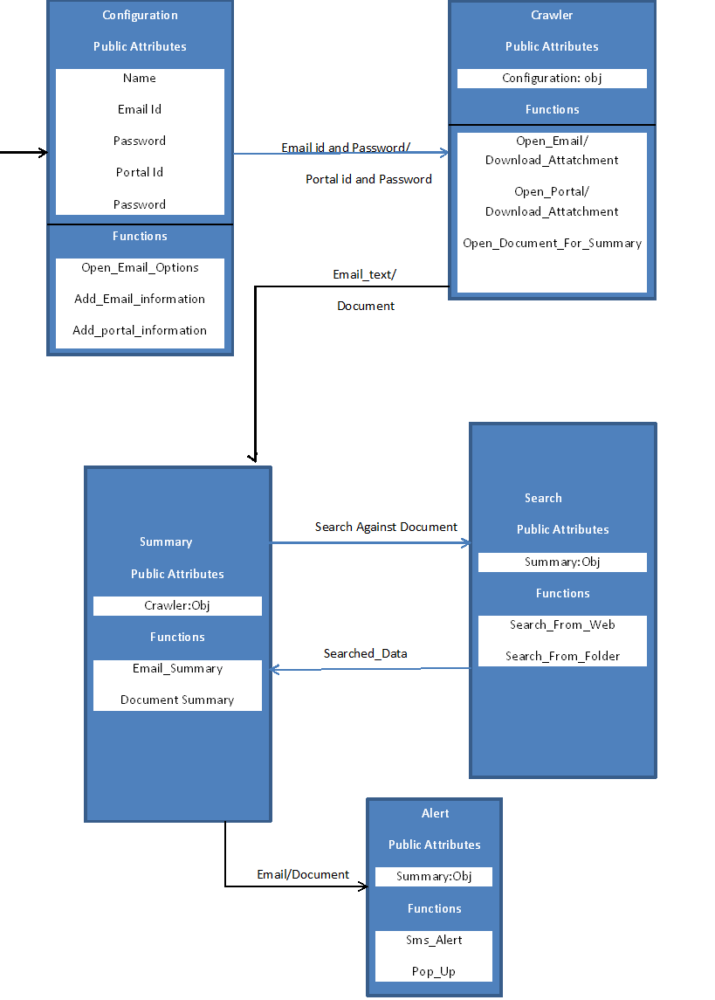 Configuration
Public Attributes
Name
Email Id
Password
Portal Id
Password
Functions
Open_Email_Options
Add_Email_information
Add_portal_information
Email id and Password/
Portal id and Password
Crawler
Public Attributes
Configuration: obj
Functions
Open_Email/
Download_Attatchment
Open_Portal/
Download_Attatchment
Open_Document_For_Summary
Email_text/
Document
Summary
Public Attributes
Crawler:Obj
Functions
Email_Summary
Document Summary
Search Against Document
Searched_Data
Search
Public Attributes
Summary:Obj
Functions
Search_From_Web
Search_From_Folder
Email/Document
Alert
Public Attributes
Summary:Obj
Functions
Sms_Alert
Pop_Up